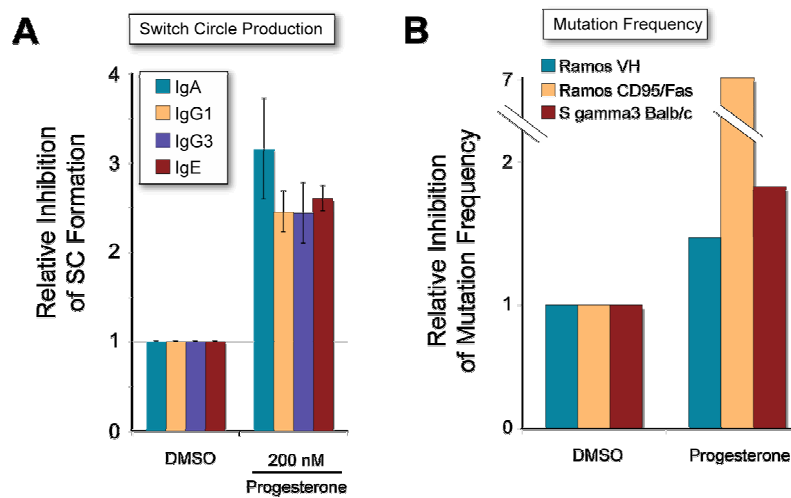 A
Switch Circle Production
Relative Inhibition
of SC Formation
4
3
2
1
0
IgA
IgG1
IgG3
IgE
DMSO
200 nM
Progesterone
B
Mutation Frequency
Relative Inhibition
of Mutation Frequency
7
2
1
0
Ramos VH
Ramos CD95/Fas
S gamma3 Balb/c
DMSO
Progesterone